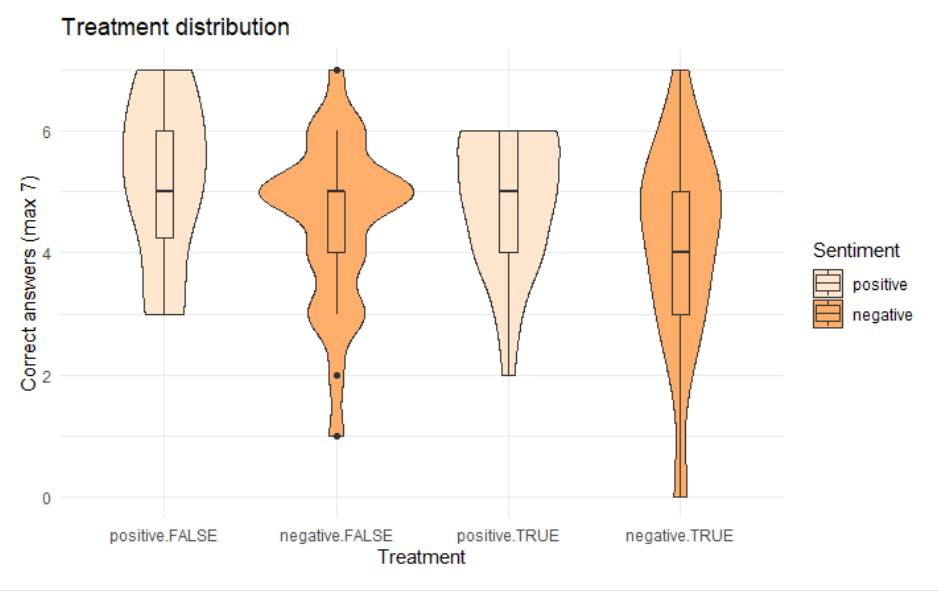 Treatment distribution
Correct answers (max 7)
6
4
2
0
positive.FALSE
negative.FALSE
positive.TRUE
negative.TRUE
Treatment
Sentiment
positive
negative